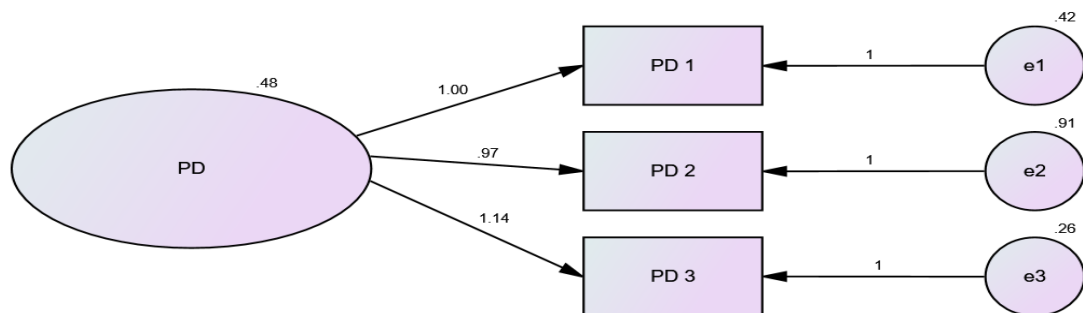 .42
PD 1
1
e1
.48
1.00
.91
PD
.97
PD 2
1
e2
1.14
.26
PD 3
1
e3